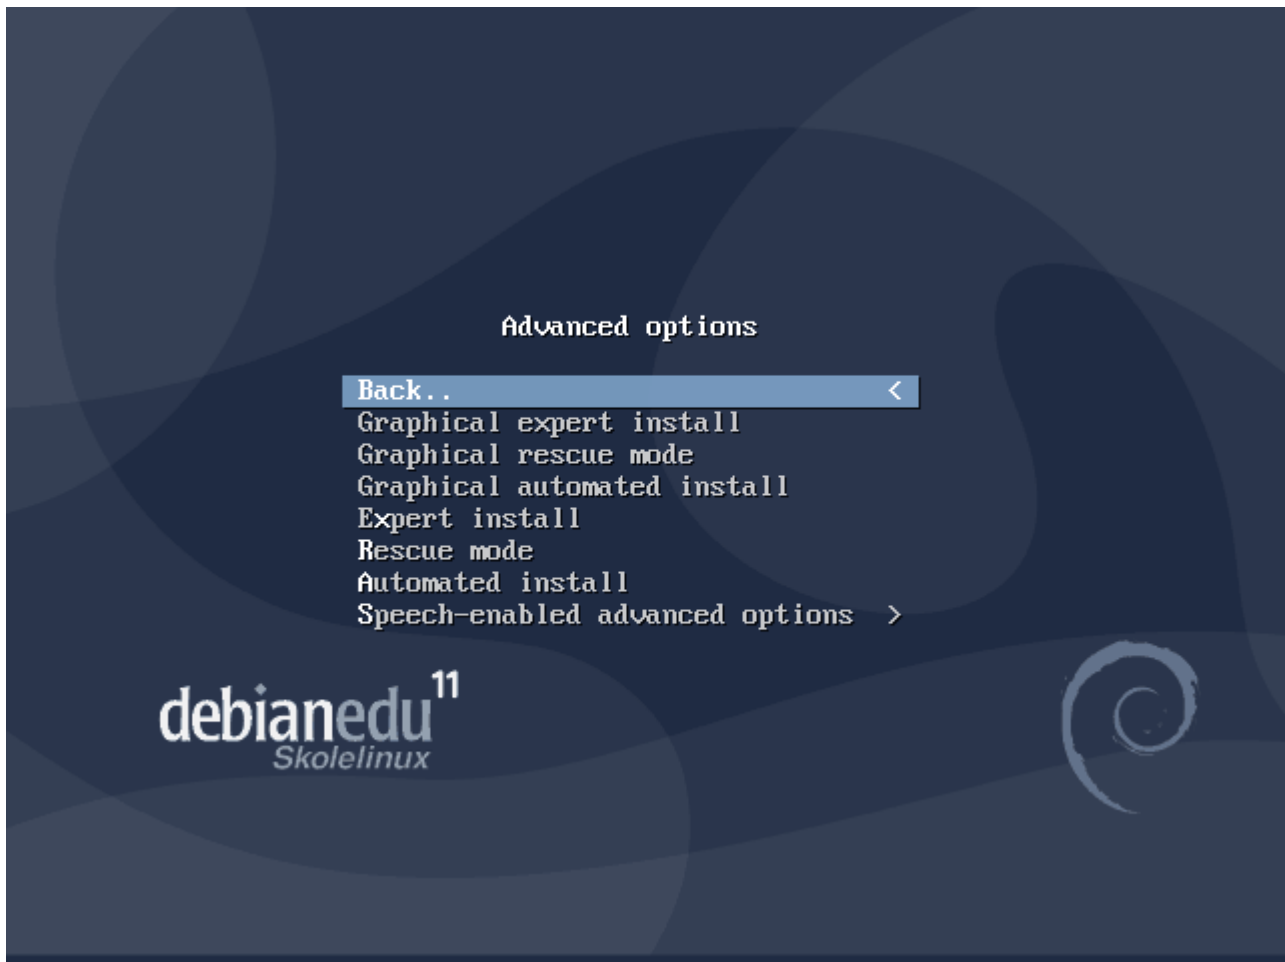 Advanced options
Back.. <
Graphical expert install
Graphical rescue mode
Graphical automated install
Expert install
Rescue mode
Automated install
Speech-enabled advanced options >
debianedu 11
Skolelinux